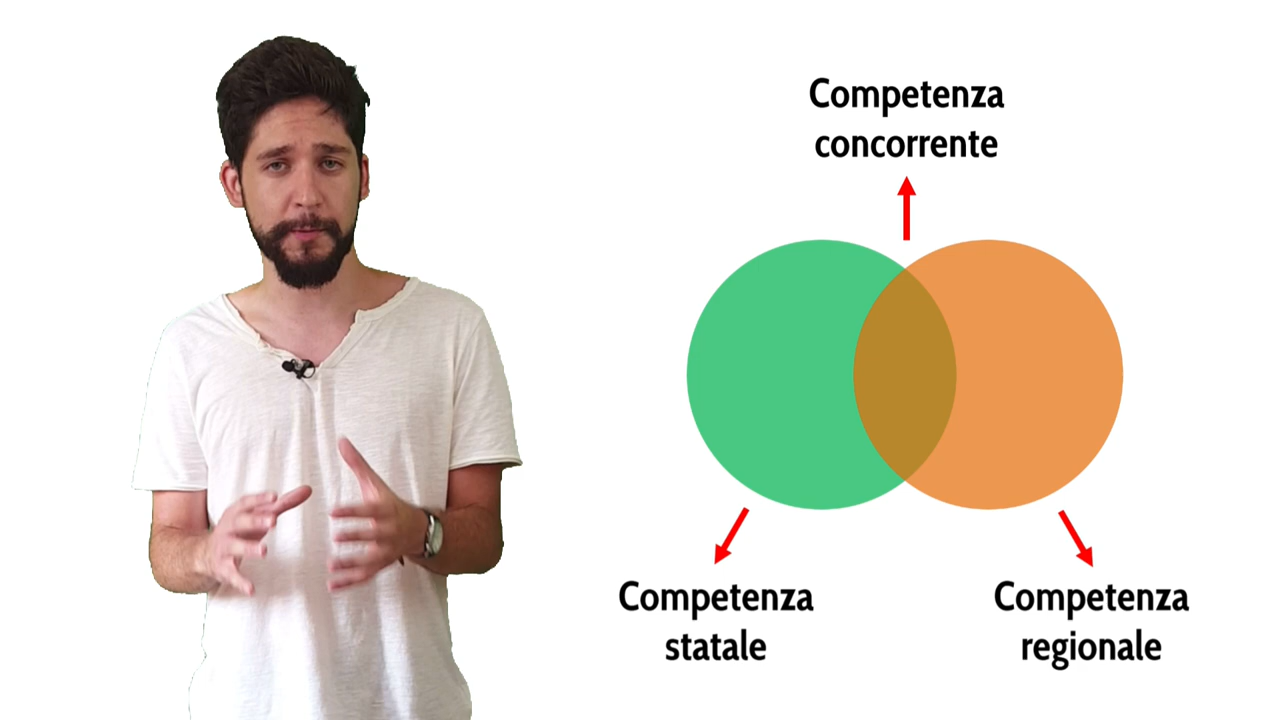 Competenza
concorrente
Competenza
statale
Competenza
regionale